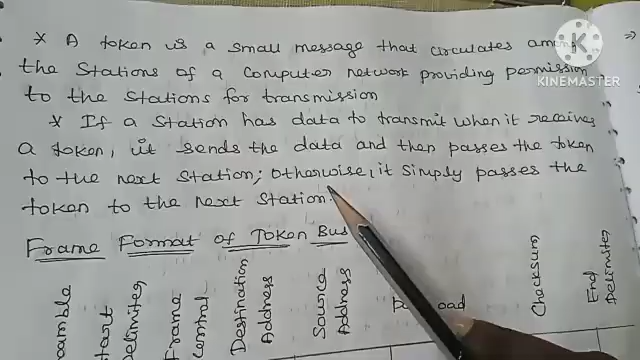 * A token is a small message that circulates among
the stations of a computer network providing permission
to the stations for transmission
* If a station has data to transmit when it receives
a token, it sends the data and then passes the token
to the next station; otherwise, it simply passes the
token to the next station.
Frame Format of Token Bus
Delimiter
Frame Control
Destination Address
Source Address
Checksum
End Delimiter
K
KINEMASTER